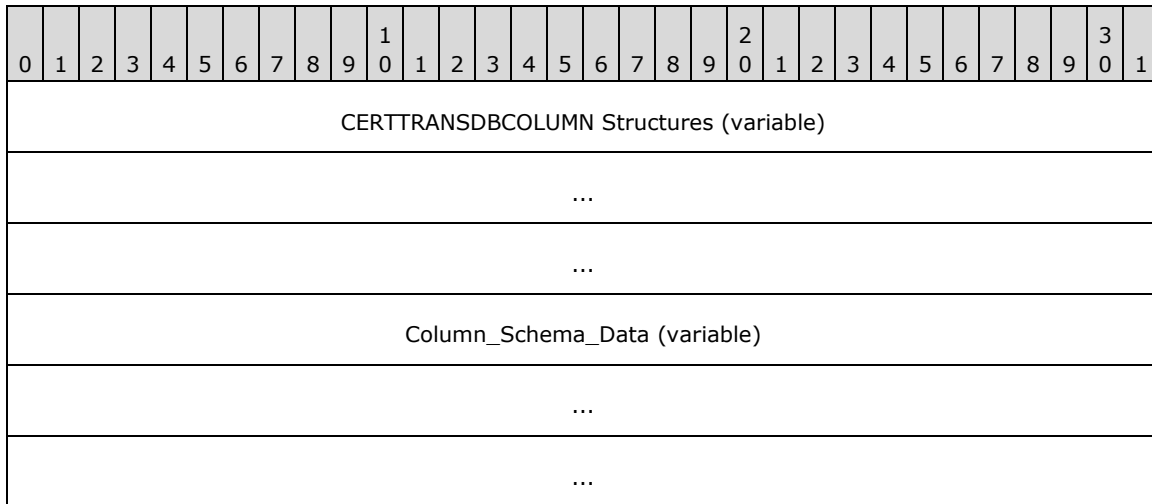 0 1 2 3 4 5 6 7 8 9 1 0 1 2 3 4 5 6 7 8 9 2 0 1 2 3 4 5 6 7 8 9 3 0 1
CERTTRANSDBCOLUMN Structures (variable)
...
...
Column_Schema_Data (variable)
...
...